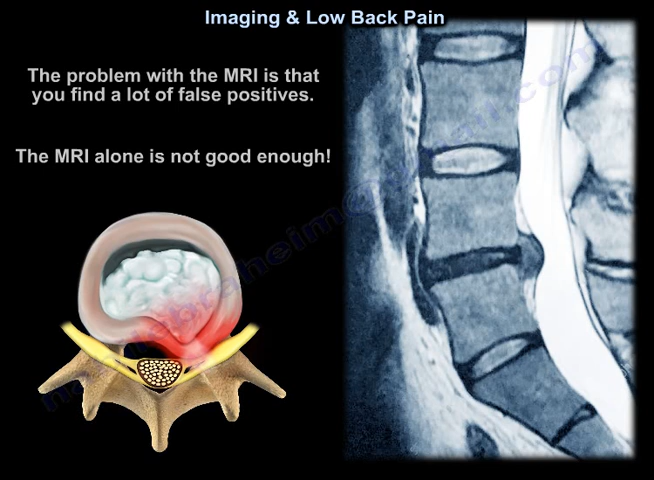 Imaging & Low Back Pain
The problem with the MRI is that
you find a lot of false positives.
The MRI alone is not good enough!